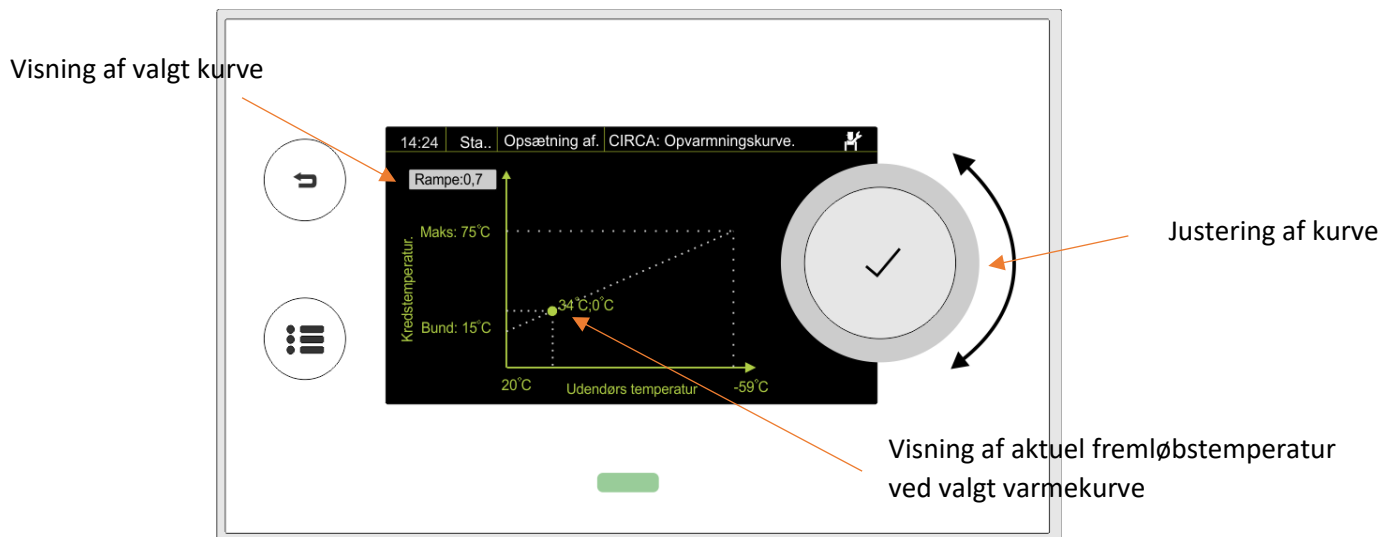 Visning af valgt kurve
14:24 Sta.. Opsætning af. CIRCA: Opvarmningskurve.
Rampe:0,7
Maks: 75°C
Kredstemperatur.
34°C;0°C
Bund: 15°C
20°C Udendørs temperatur -59°C
Justering af kurve
Visning af aktuel fremløbstemperatur
ved valgt varmekurve